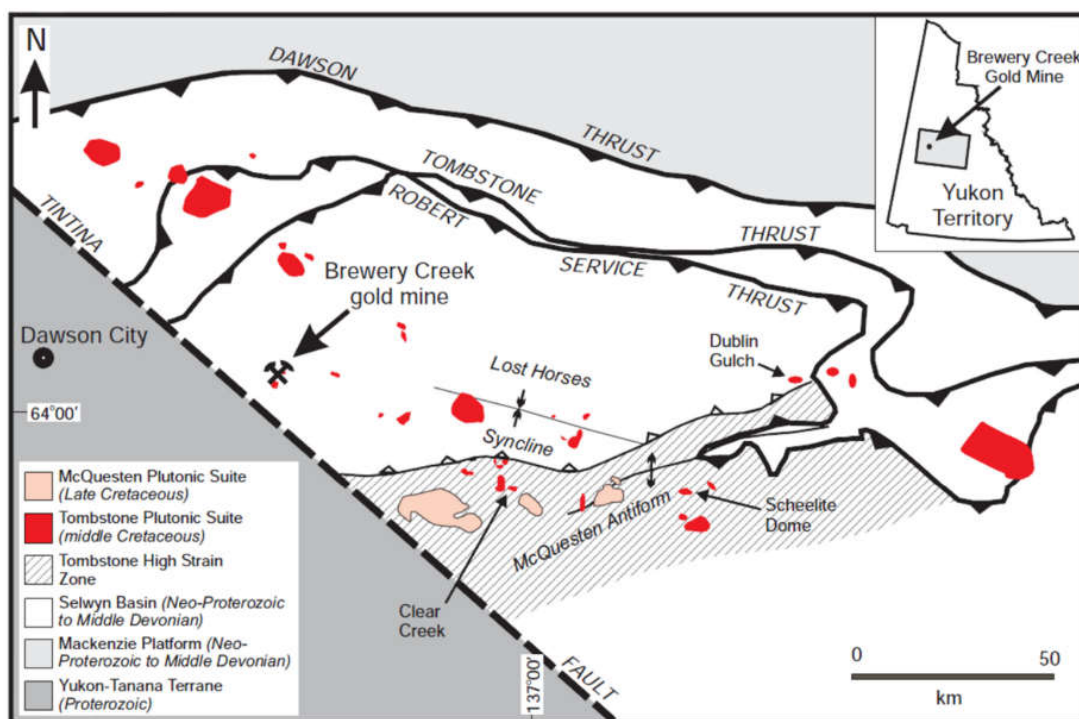 N
DAWSON
THRUST
TOMBSTONE
THRUST
ROBERT
SERVICE
THRUST
TINTINA
FAULT
Brewery Creek
Gold Mine
Yukon
Territory
Brewery Creek
gold mine
Dawson City
64°00'
Dublin
Gulch
Lost Horses
Syncline
McQuesten Antiform
Scheelite
Dome
Clear
Creek
137°00'
0
50
km
McQuesten Plutonic Suite
(Late Cretaceous)
Tombstone Plutonic Suite
(middle Cretaceous)
Tombstone High Strain
Zone
Selwyn Basin (Neo-Proterozoic
to Middle Devonian)
Mackenzie Platform (Neo-
Proterozoic to Middle Devonian)
Yukon-Tanana Terrane
(Proterozoic)